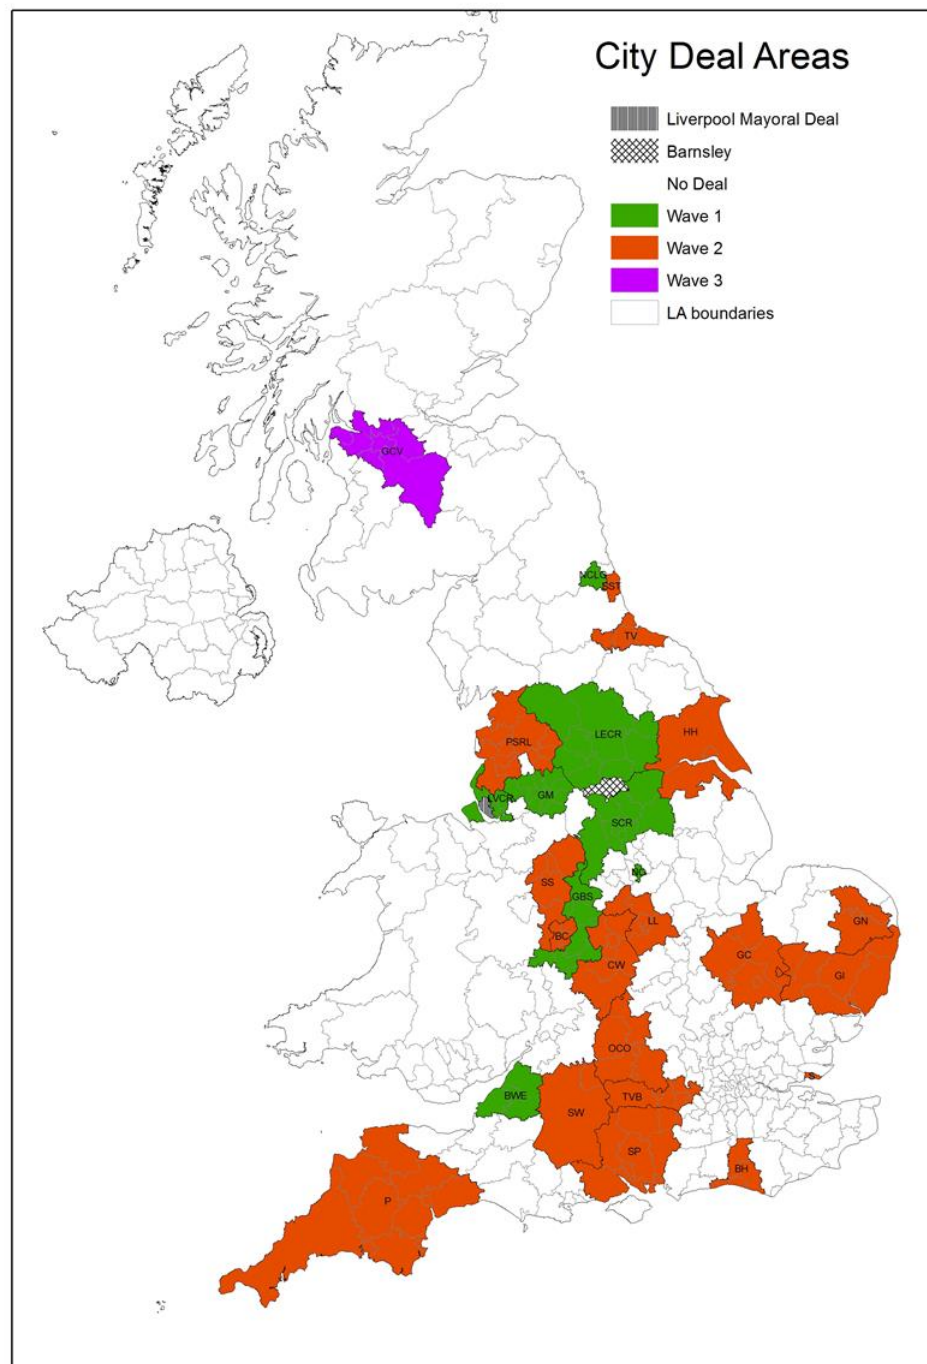 City Deal Areas
Liverpool Mayoral Deal
Barnsley
No Deal
Wave 1
Wave 2
Wave 3
LA boundaries
GCV
NCLG
SST
TV
PSRL
LECR
HH
LVCR
GM
SCR
SS
NG
GBS
BC
LL
CW
GC
GN
GI
OCO
BWE
SW
TVB
S
SP
BH
P